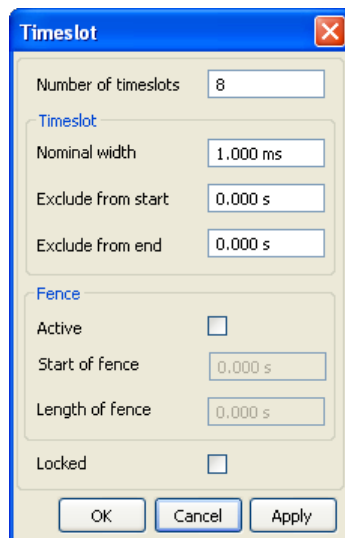 Timeslot
Number of timeslots 8
Timeslot
Nominal width 1.000 ms
Exclude from start 0.000 s
Exclude from end 0.000 s
Fence
Active
Start of fence 0.000 s
Length of fence 0.000 s
Locked
OK Cancel Apply